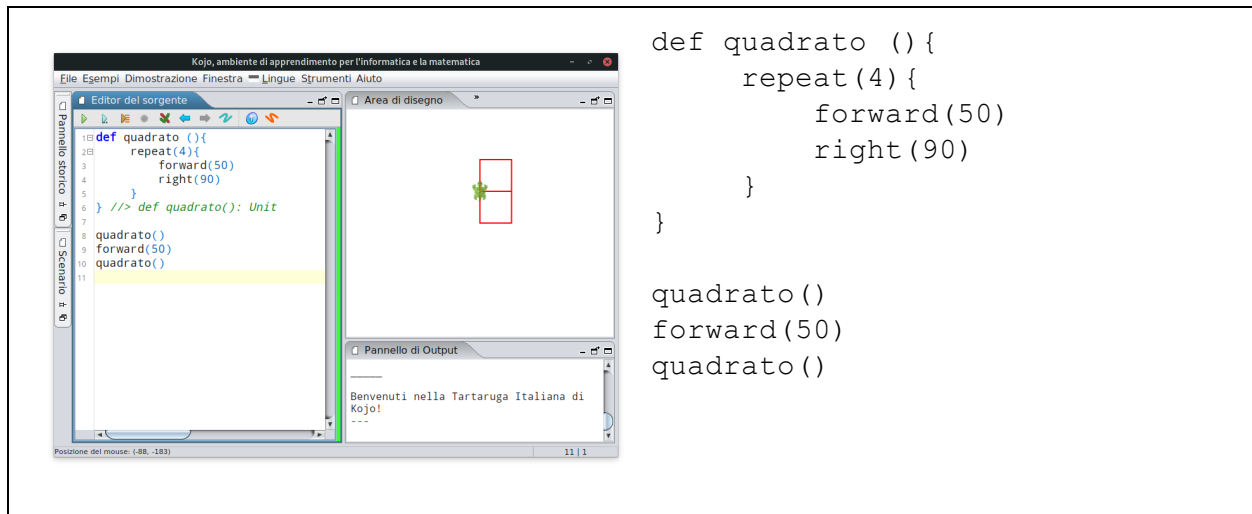 Kojo, ambiente di apprendimento per l'informatica e la matematica
File Esempi Dimostrazione Finestra Lingue Strumenti Aiuto
Pannello storico
Scenario
Editor del sorgente
1 def quadrato (){
2 repeat(4){
3 forward(50)
4 right(90)
5 }
6 } //> def quadrato(): Unit
7
8 quadrato()
9 forward(50)
10 quadrato()
11
Area di disegno
»
Pannello di Output
_____
Benvenuti nella Tartaruga Italiana di
Kojo!
---
Posizione del mouse: (-88, -183)
11|1
def quadrato (){
repeat(4){
forward(50)
right(90)
}
}
quadrato()
forward(50)
quadrato()